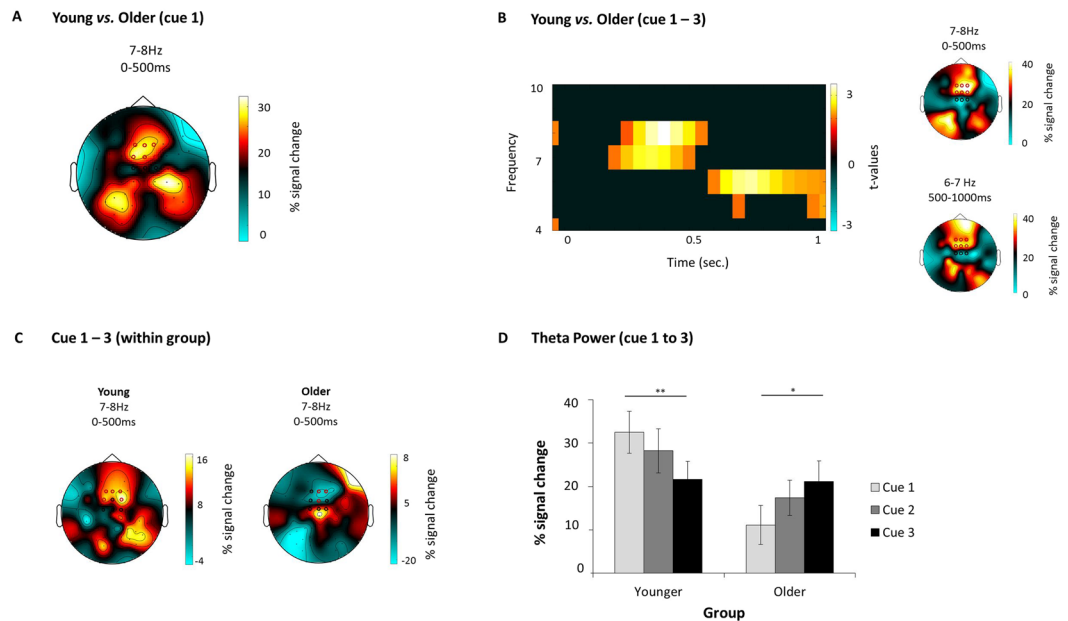 A Young vs. Older (cue 1)
7-8Hz
0-500ms
30
20
10
0
% signal change
B Young vs. Older (cue 1 – 3)
10
7
4
Frequency
0
0.5
1
Time (sec.)
3
0
-3
t-values
7-8Hz
0-500ms
40
20
0
% signal change
6-7 Hz
500-1000ms
40
20
0
% signal change
C Cue 1 – 3 (within group)
Young
7-8Hz
0-500ms
16
8
-4
% signal change
Older
7-8Hz
0-500ms
8
5
-20
% signal change
D Theta Power (cue 1 to 3)
**
*
40
30
20
10
0
% signal change
Younger
Older
Group
Cue 1
Cue 2
Cue 3